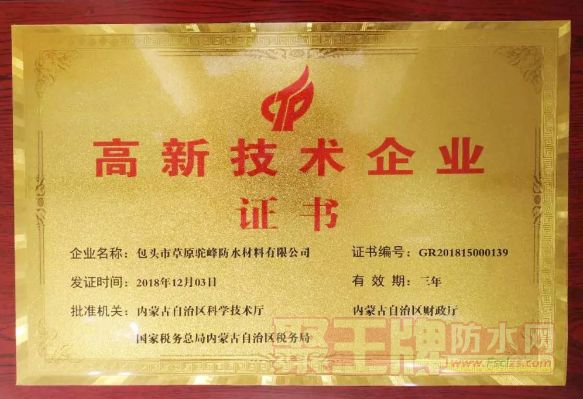 高新技术企业
证书
企业名称：包头市草原驼峰防水材料有限公司 证书编号：GR201815000139
发证时间：2018年12月03日 有效期：三年
批准机关：内蒙古自治区科学技术厅 内蒙古自治区财政厅
国家税务总局内蒙古自治区税务局
聚王牌防水网